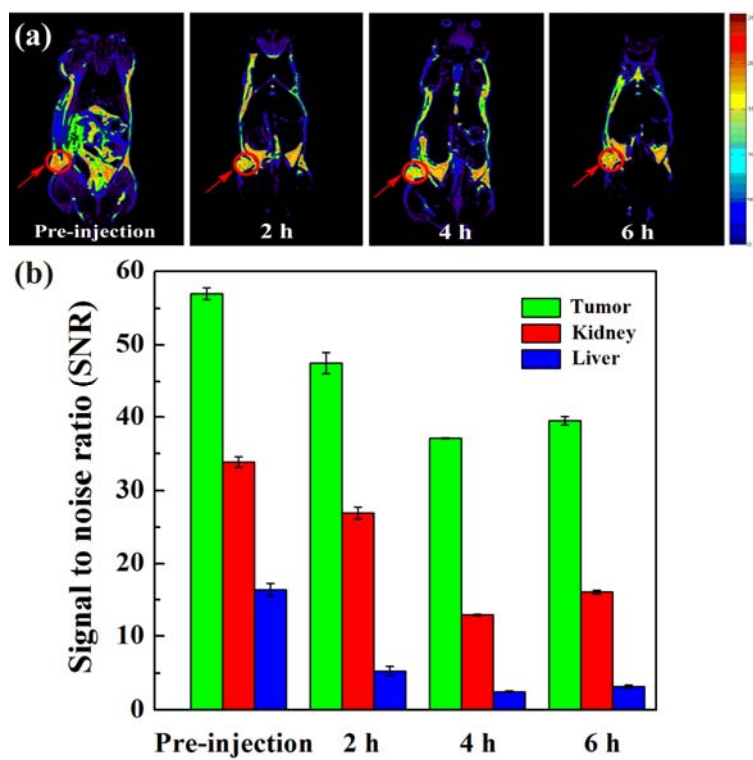 (a)
Pre-injection
2 h
4 h
6 h
(b)
Signal to noise ratio (SNR)
60
50
40
30
20
10
0
Tumor
Kidney
Liver
Pre-injection
2 h
4 h
6 h